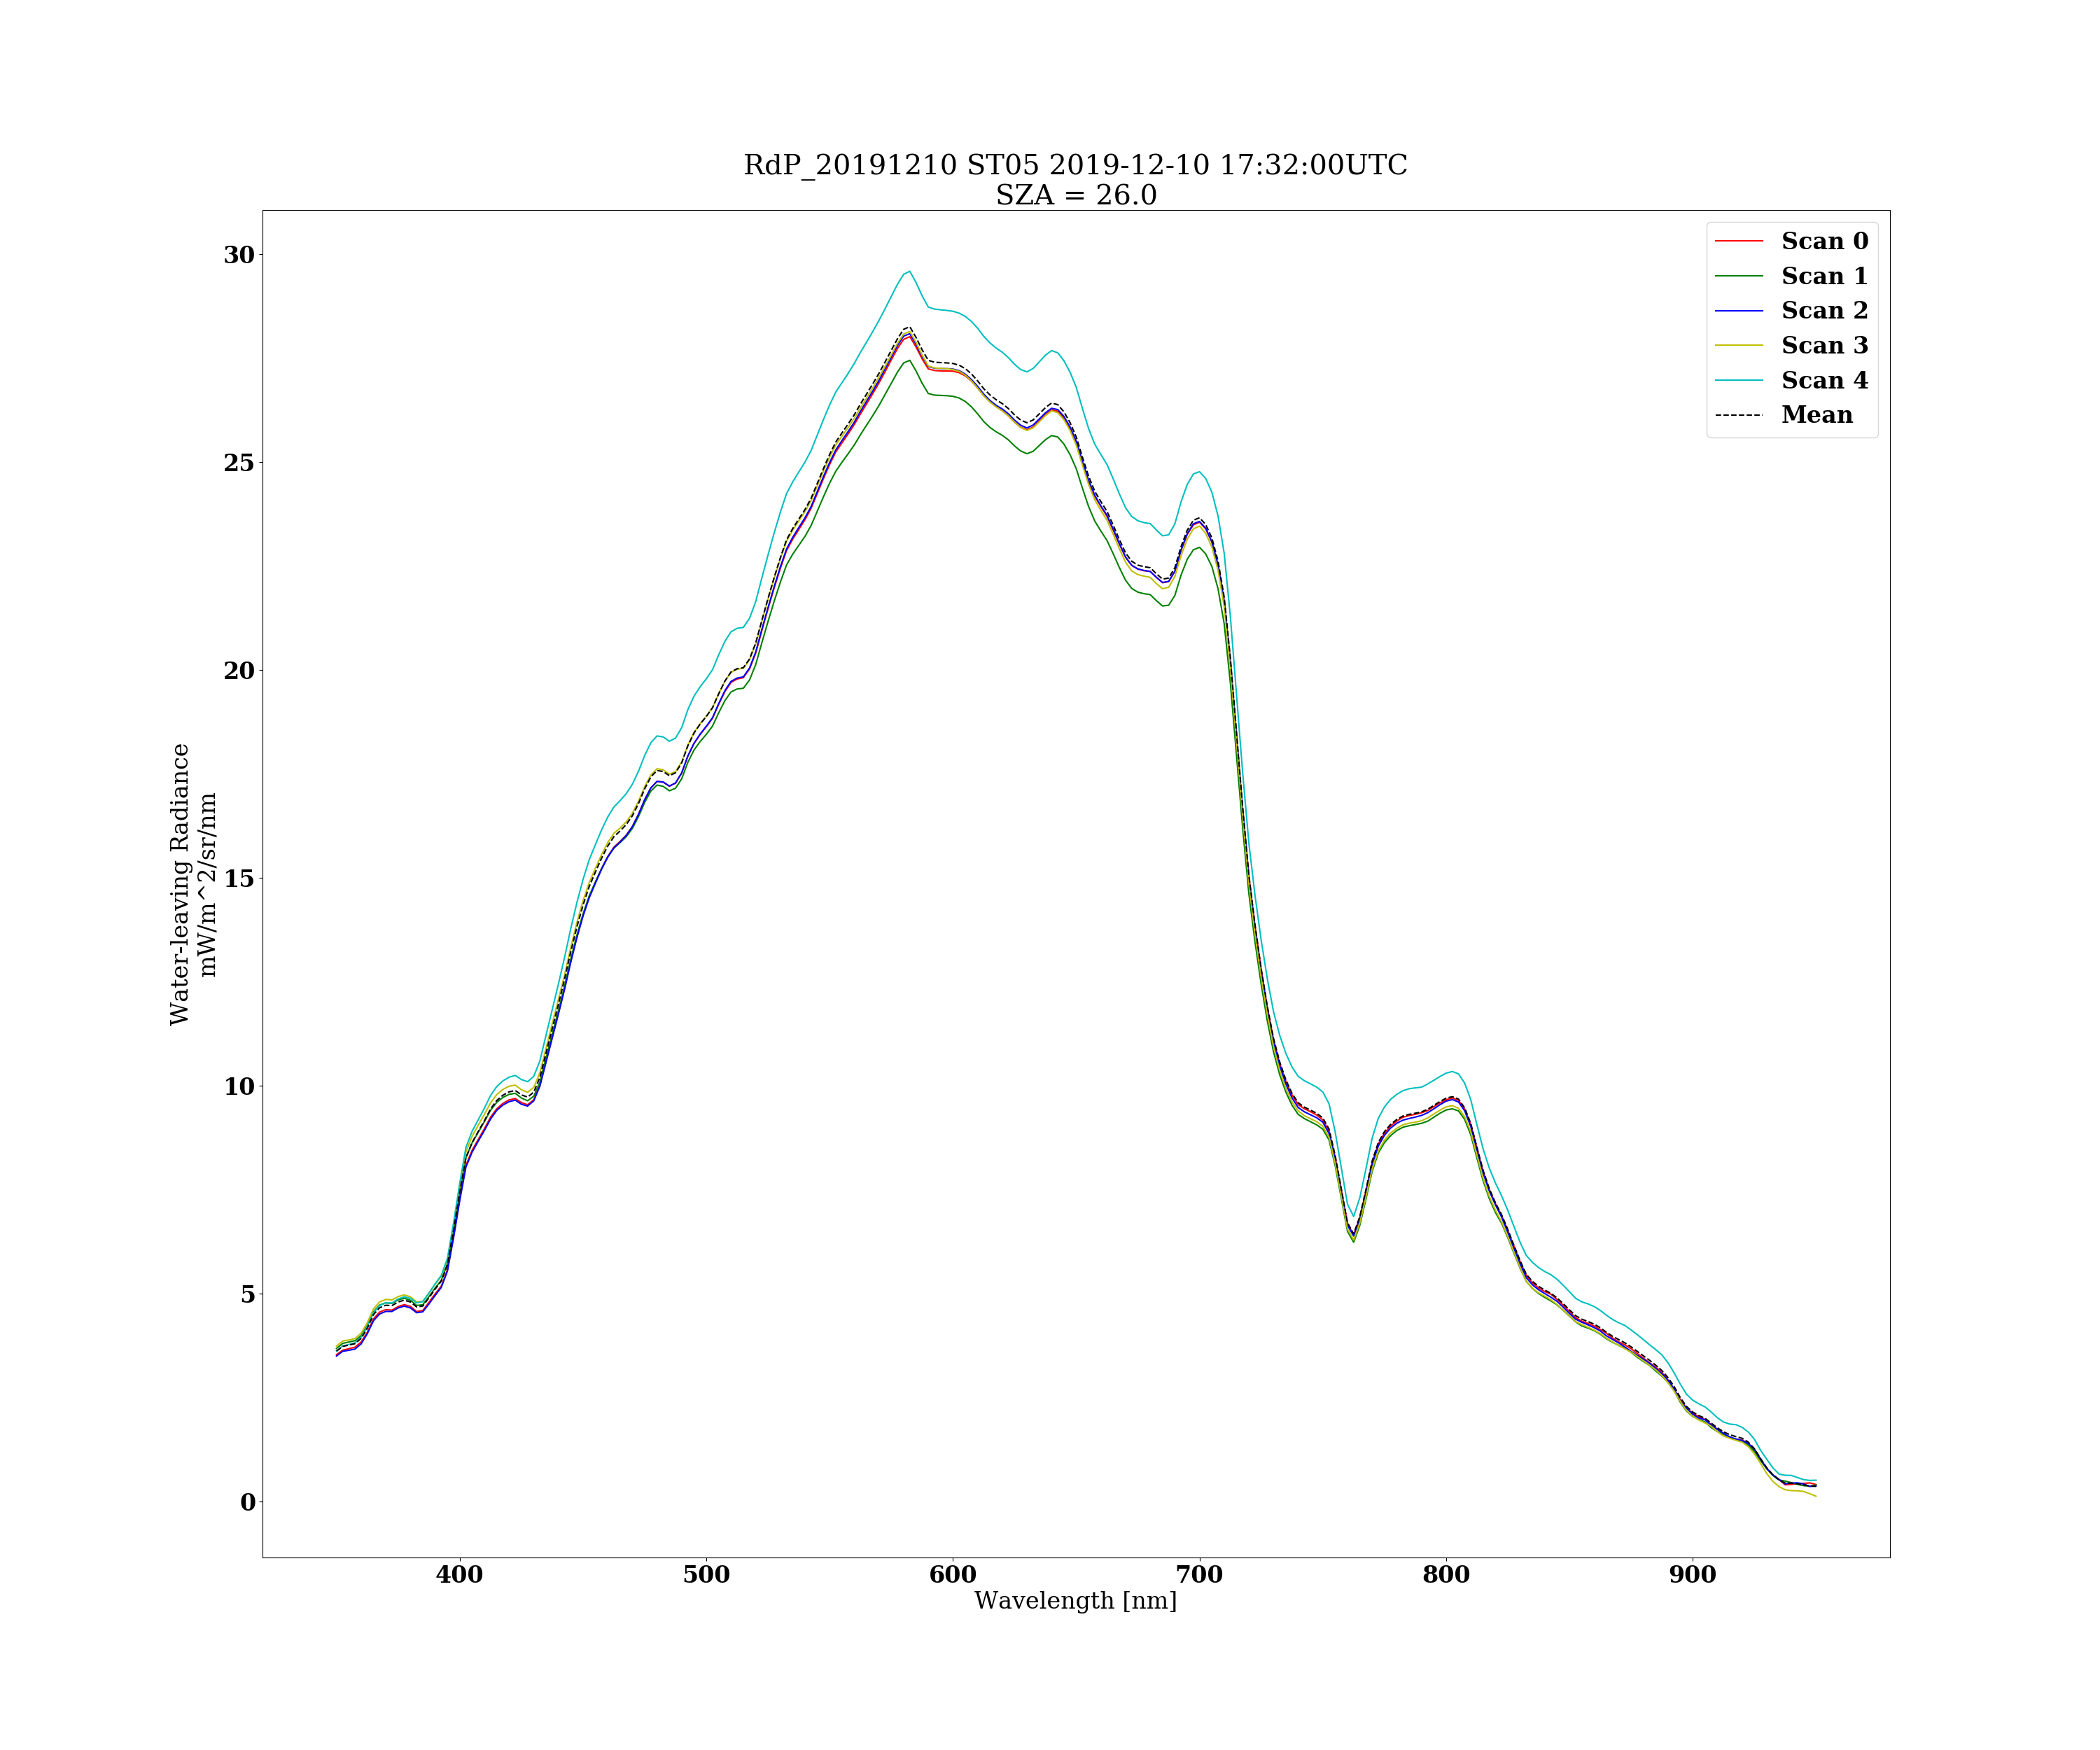 RdP_20191210 ST05 2019-12-10 17:32:00UTC
SZA = 26.0
Scan 0
Scan 1
Scan 2
Scan 3
Scan 4
Mean
30
25
20
15
10
5
0
Water-leaving Radiance
mW/m^2/sr/nm
400 500 600 700 800 900
Wavelength [nm]